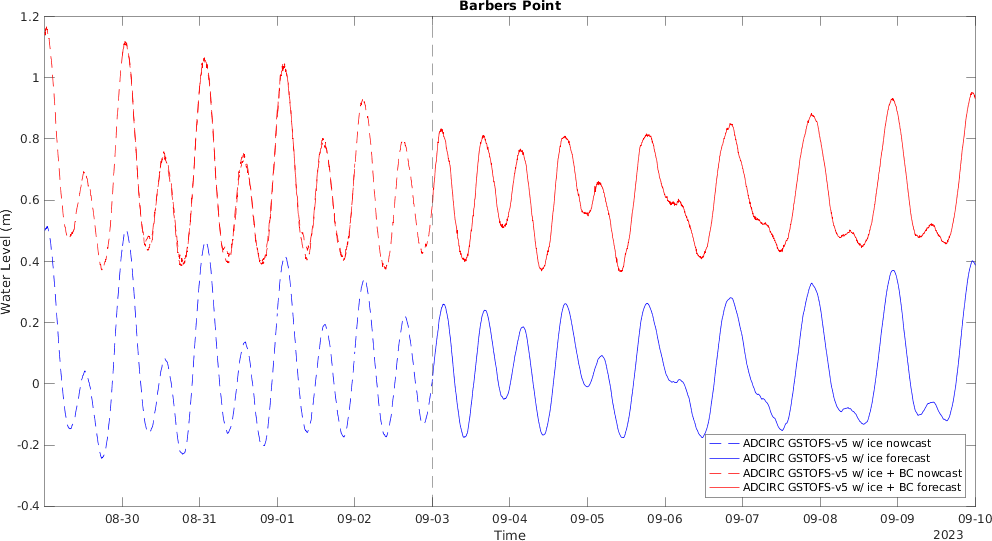 Barbers Point
1.2
1
0.8
0.6
0.4
0.2
0
-0.2
-0.4
Water Level (m)
ADCIRC GSTOFS-v5 w/ ice nowcast
ADCIRC GSTOFS-v5 w/ ice forecast
ADCIRC GSTOFS-v5 w/ ice + BC nowcast
ADCIRC GSTOFS-v5 w/ ice + BC forecast
08-30 08-31 09-01 09-02 09-03 09-04 09-05 09-06 09-07 09-08 09-09 09-10
Time
2023